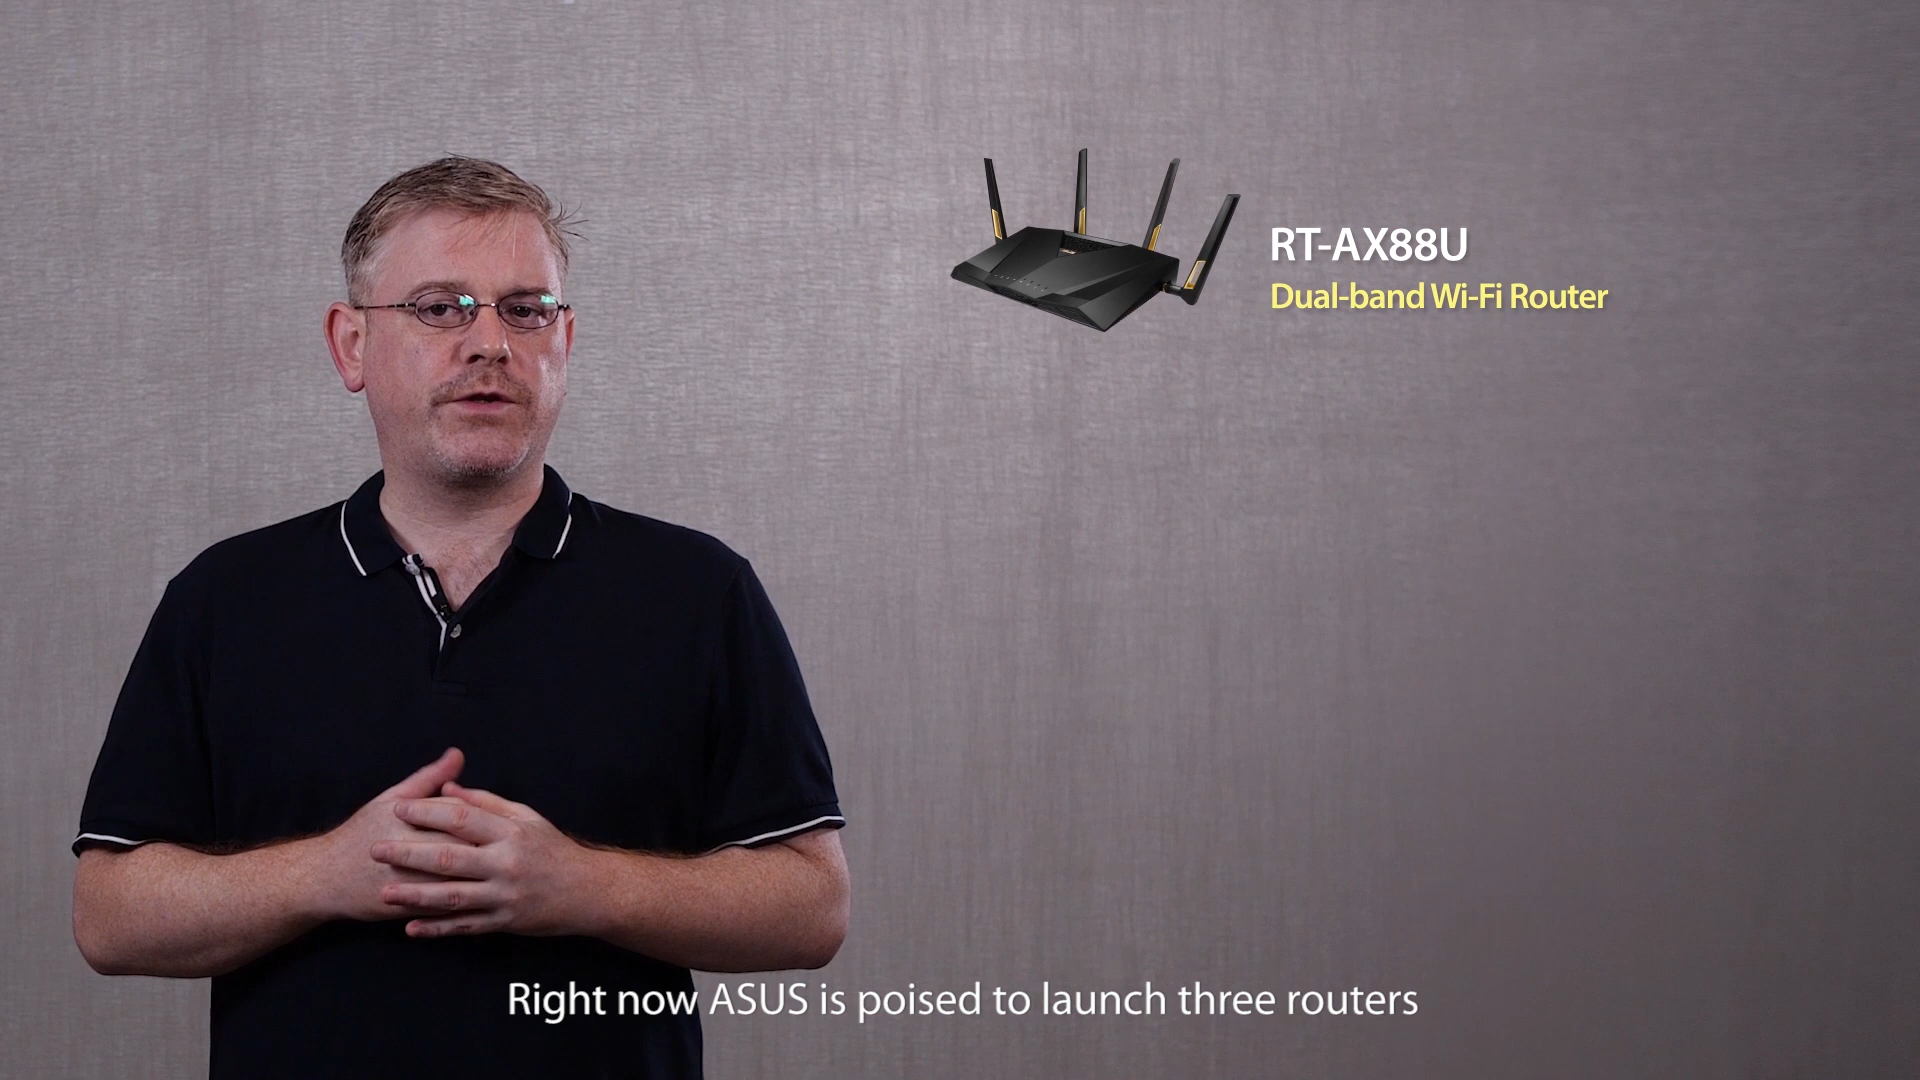 RT-AX88U
Dual-band Wi-Fi Router
Right now ASUS is poised to launch three routers